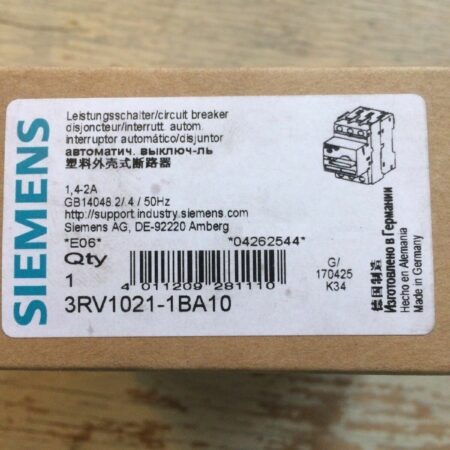 SIEMENS
Leistungsschalter/circuit breaker
disjoncteur/interrutt. autom.
interruptor automático/disjuntor
автоматич. выключ-ль
塑料外壳式断路器
1,4-2A
GB14048.2/.4 / 50Hz
http://support.industry.siemens.com
Siemens AG, DE-92220 Amberg
*E06* *04262544*
Qty
1
4 011209 281110
3RV1021-1BA10
G/
170425
K34
德国制造
Изготовлено в Германии
Hecho en Alemania
Made in Germany